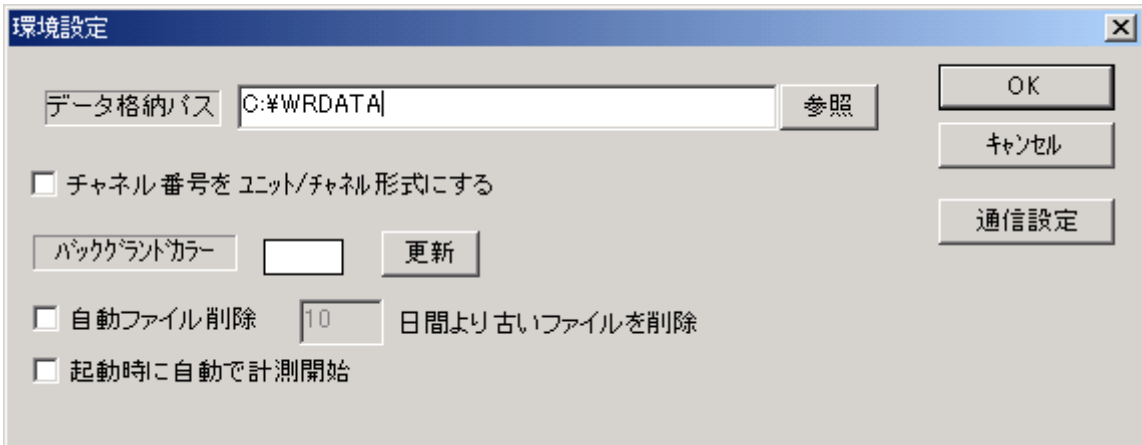 環境設定
データ格納パス C:¥WRDATA 参照 OK
キャンセル
チャネル番号をユニット/チャネル形式にする
通信設定
バックグランドカラー 更新
自動ファイル削除 10 日間より古いファイルを削除
起動時に自動で計測開始